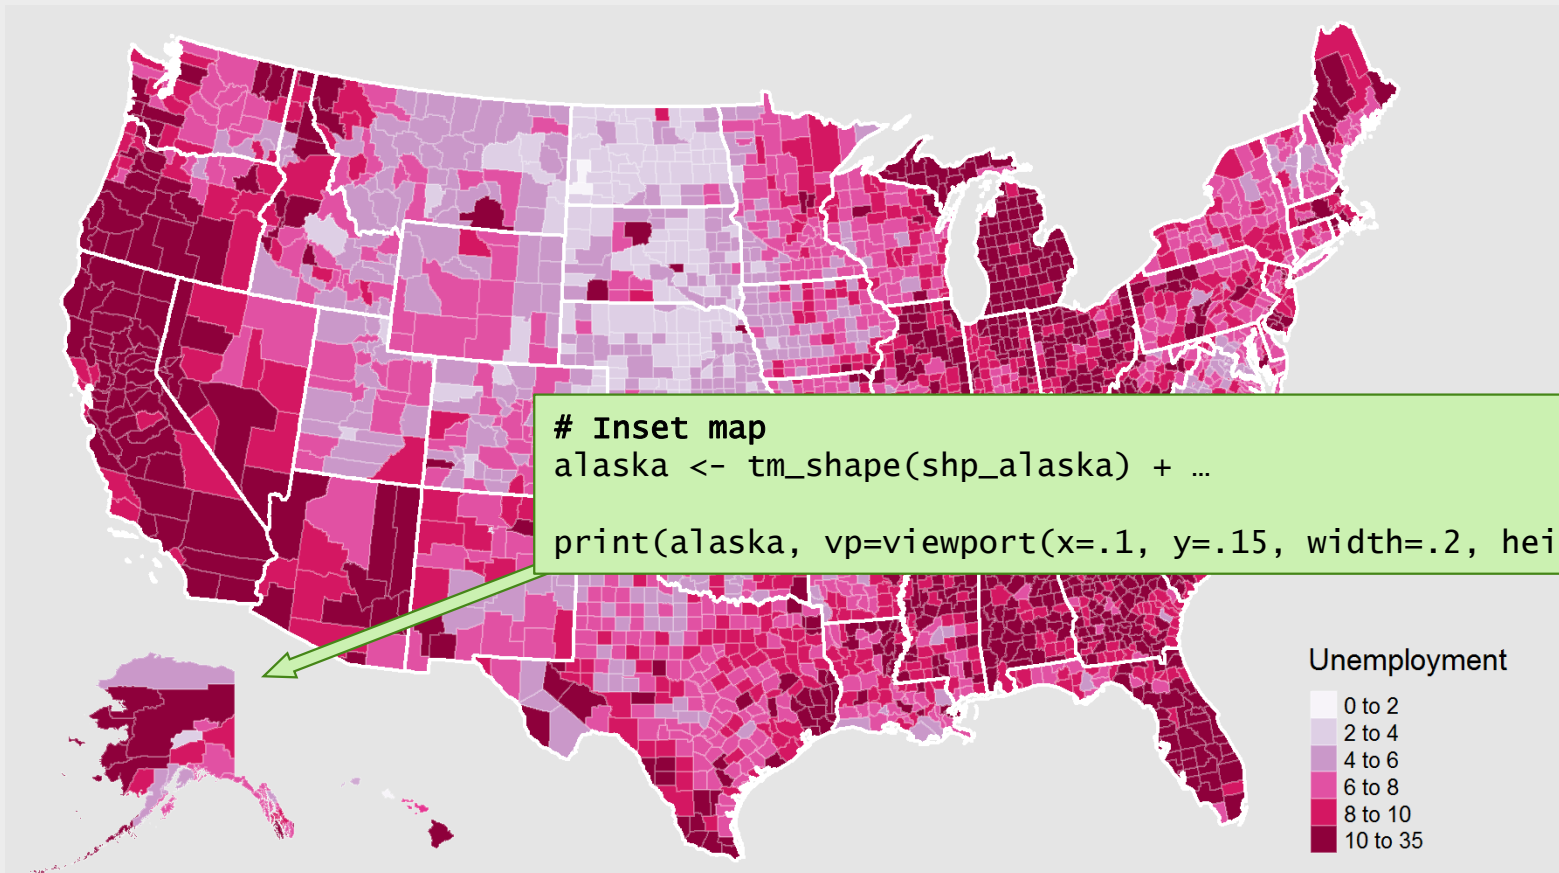 # Inset map
alaska <- tm_shape(shp_alaska) + …
print(alaska, vp=viewport(x=.1, y=.15, width=.2, hei
Unemployment
0 to 2
2 to 4
4 to 6
6 to 8
8 to 10
10 to 35